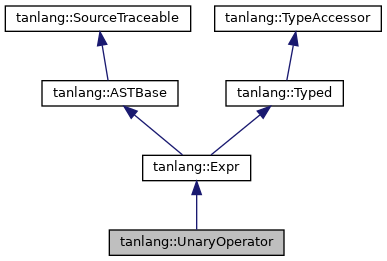 tanlang::SourceTraceable
tanlang::TypeAccessor
tanlang::ASTBase
tanlang::Typed
tanlang::Expr
tanlang::UnaryOperator